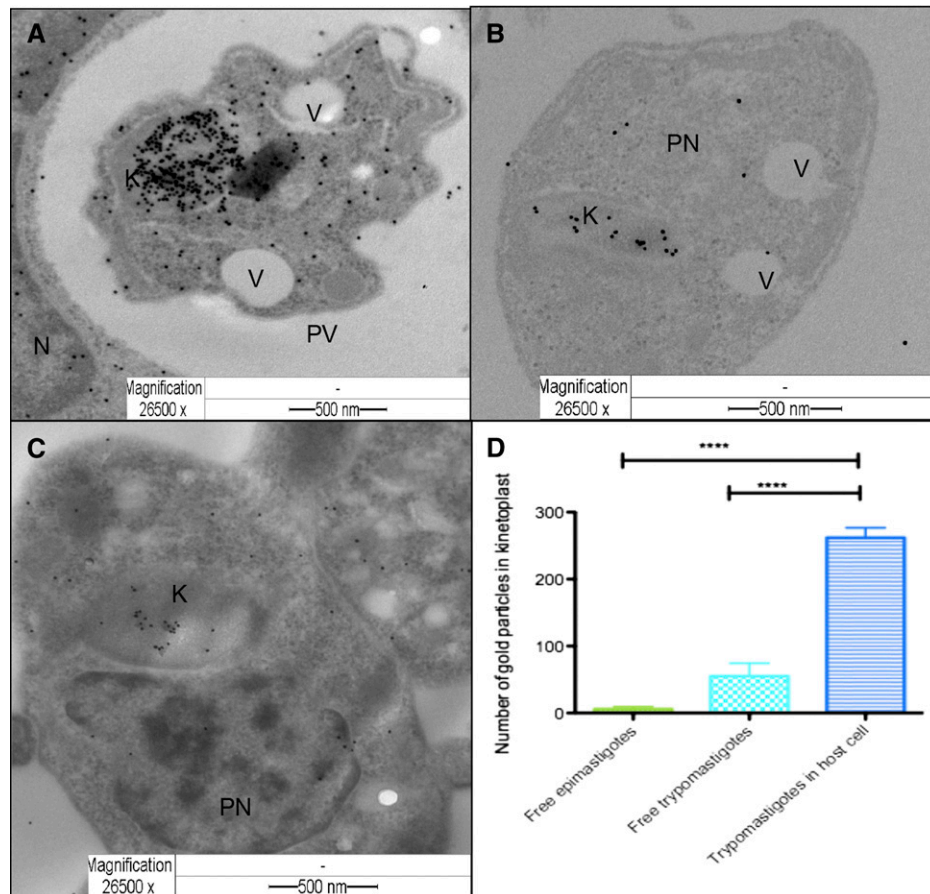 A
V
K
V
PV
N
Magnification
26500 x
-
500 nm
B
PN
V
K
V
Magnification
26500 x
-
500 nm
C
K
PN
Magnification
26500 x
-
500 nm
D
****
****
300
200
100
0
Number of gold particles in kinetoplast
Free epimastigotes
Free trypomastigotes
Trypomastigotes in host cell